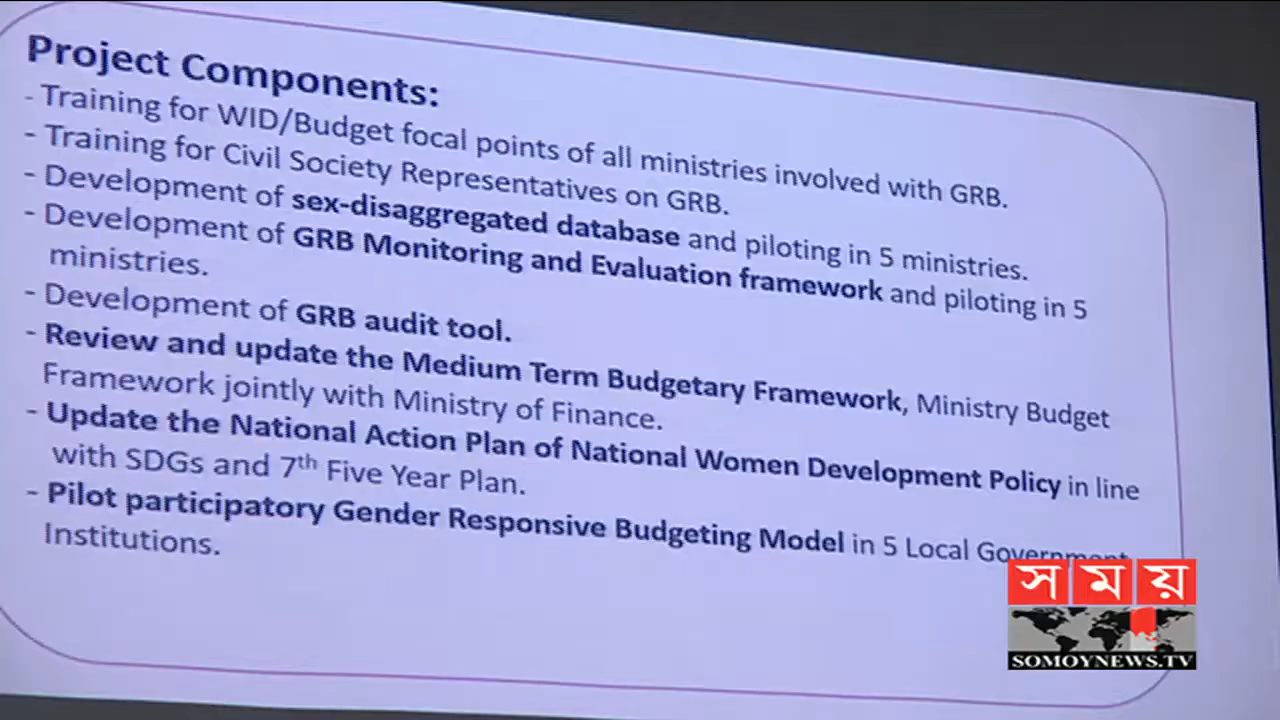 Project Components:
- Training for WID/Budget focal points of all ministries involved with GRB.
- Training for Civil Society Representatives on GRB.
- Development of sex-disaggregated database and piloting in 5 ministries.
- Development of GRB Monitoring and Evaluation framework and piloting in 5
ministries.
- Development of GRB audit tool.
- Review and update the Medium Term Budgetary Framework, Ministry Budget
Framework jointly with Ministry of Finance.
- Update the National Action Plan of National Women Development Policy in line
with SDGs and 7th Five Year Plan.
- Pilot participatory Gender Responsive Budgeting Model in 5 Local Government
Institutions.
সময়
SOMOYNEWS.TV